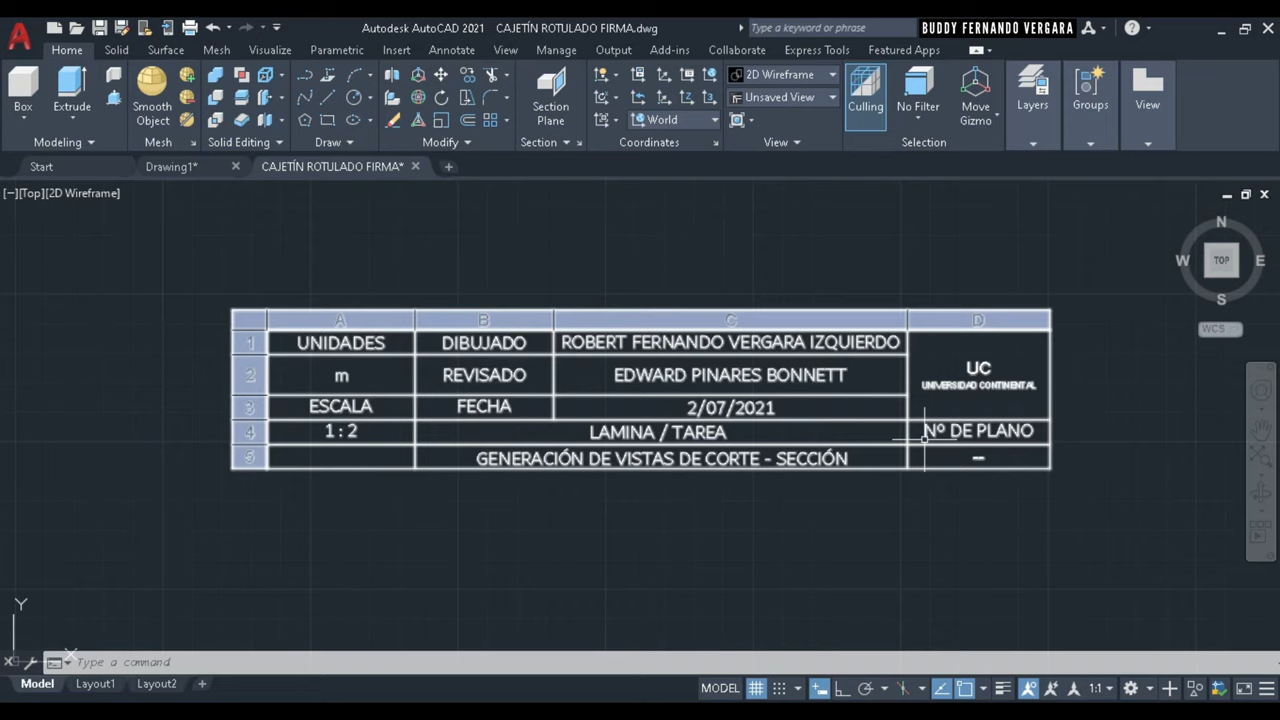 Autodesk AutoCAD 2021 CAJETÍN ROTULADO FIRMA.dwg
Type a keyword or phrase
BUDDY FERNANDO VERGARA
Home Solid Surface Mesh Visualize Parametric Insert Annotate View Manage Output Add-ins Collaborate Express Tools Featured Apps
2D Wireframe
Unsaved View
World
Box Extrude Smooth Object Section Plane Culling No Filter Move Gizmo Layers Groups View
Modeling Mesh Solid Editing Draw Modify Section Coordinates View Selection
Start Drawing1* CAJETÍN ROTULADO FIRMA*
[−][Top][2D Wireframe]
N
W TOP E
S
WCS
A B C D
1 UNIDADES DIBUJADO ROBERT FERNANDO VERGARA IZQUIERDO
UC
2 m REVISADO EDWARD PINARES BONNETT
UNIVERSIDAD CONTINENTAL
3 ESCALA FECHA 2/07/2021
4 1 : 2 LAMINA / TAREA Nº DE PLANO
5 GENERACIÓN DE VISTAS DE CORTE - SECCIÓN --
Y
X
Type a command
Model Layout1 Layout2 +
MODEL 1:1